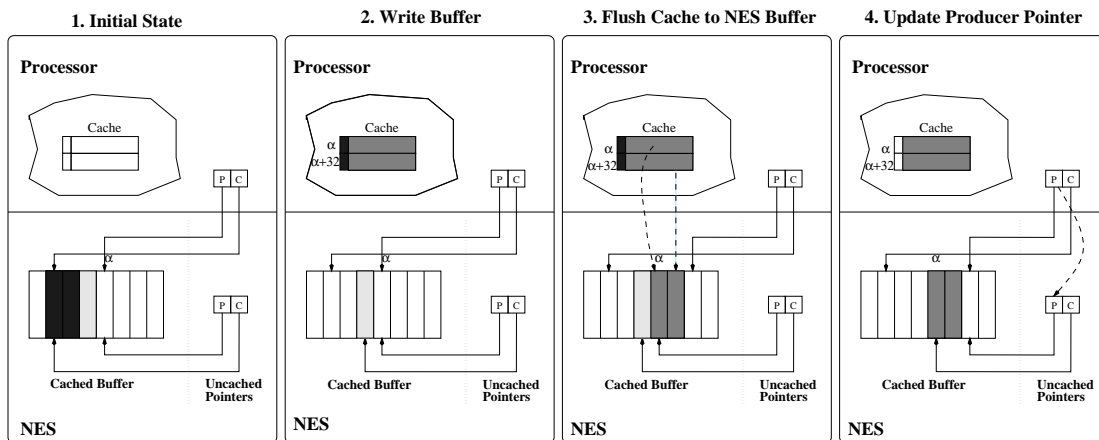 1. Initial State
Processor
Cache
P C
α
P C
Cached Buffer
Uncached
Pointers
NES
2. Write Buffer
Processor
Cache
α
α+32
P C
α
P C
Cached Buffer
Uncached
Pointers
NES
3. Flush Cache to NES Buffer
Processor
Cache
α
α+32
P C
α
P C
Cached Buffer
Uncached
Pointers
NES
4. Update Producer Pointer
Processor
Cache
α
α+32
P C
α
P C
Cached Buffer
Uncached
Pointers
NES